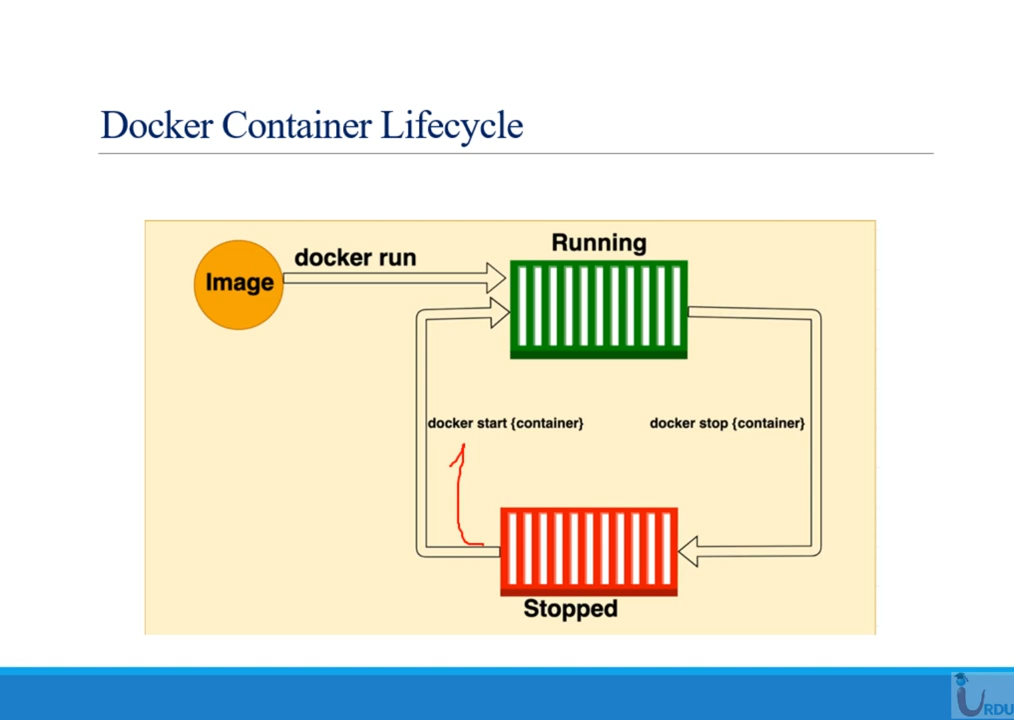 Docker Container Lifecycle
Image
docker run
Running
docker start {container}
docker stop {container}
Stopped
URDU